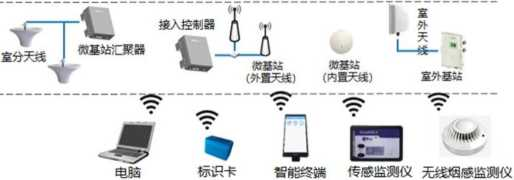 接入控制器
室分天线
微基站汇聚器
微基站
(外置天线)
微基站
(内置天线)
室外天线
室外基站
电脑
标识卡
智能终端
传感监测仪
无线烟感监测仪